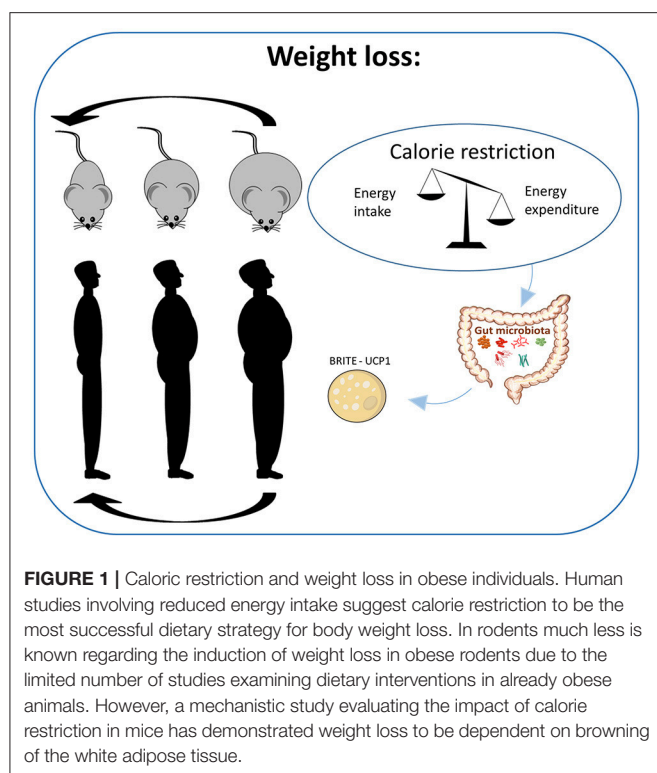 Weight loss:
Calorie restriction
Energy
intake
Energy
expenditure
Gut microbiota
BRITE - UCP1
FIGURE 1 | Caloric restriction and weight loss in obese individuals. Human
studies involving reduced energy intake suggest calorie restriction to be the
most successful dietary strategy for body weight loss. In rodents much less is
known regarding the induction of weight loss in obese rodents due to the
limited number of studies examining dietary interventions in already obese
animals. However, a mechanistic study evaluating the impact of calorie
restriction in mice has demonstrated weight loss to be dependent on browning
of the white adipose tissue.